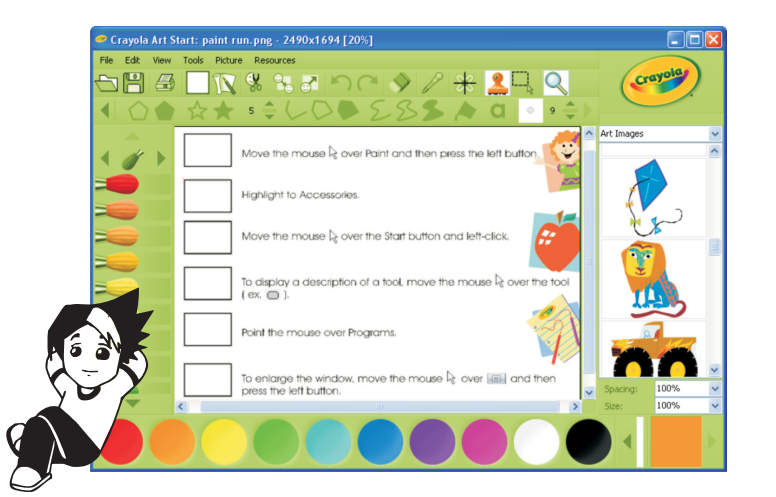 Crayola Art Start: paint run.png - 2490x1694 [20%]
File Edit View Tools Picture Resources
Crayola
5
a
9
Art Images
Move the mouse over Paint and then press the left button.
Highlight to Accessories.
Move the mouse over the Start button and left-click.
To display a description of a tool, move the mouse over the tool
( ex. ).
Point the mouse over Programs.
To enlarge the window, move the mouse over and then
press the left button.
Spacing: 100%
Size: 100%